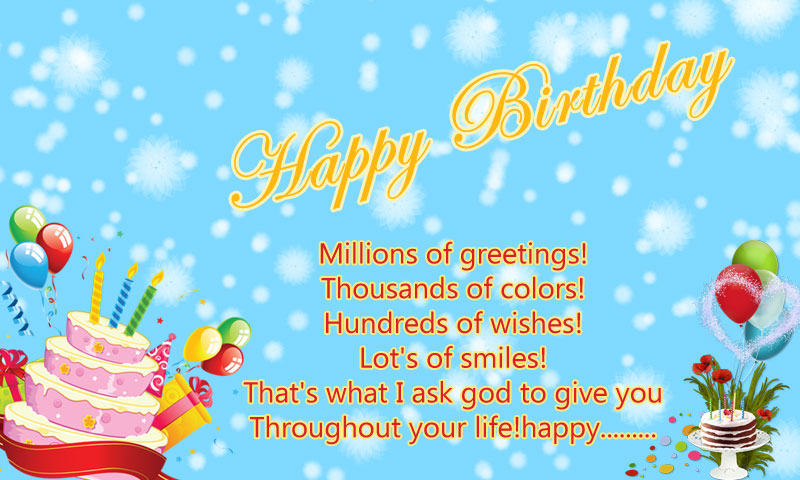 Happy Birthday
Millions of greetings!
Thousands of colors!
Hundreds of wishes!
Lot's of smiles!
That's what I ask god to give you
Throughout your life!happy.........